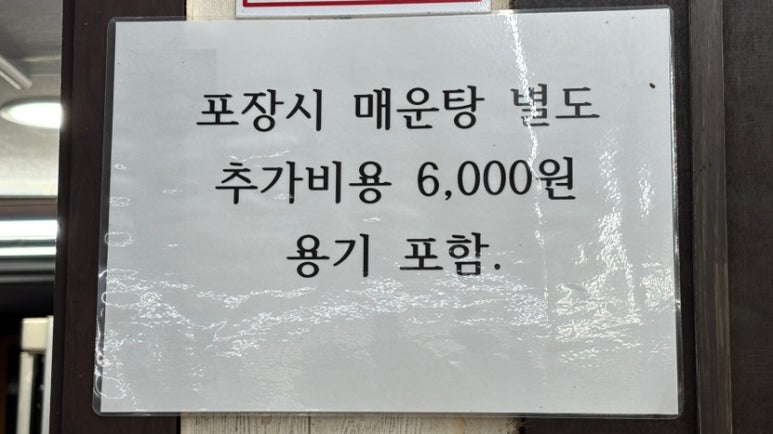 포장시 매운탕 별도
추가비용 6,000원
용기 포함.